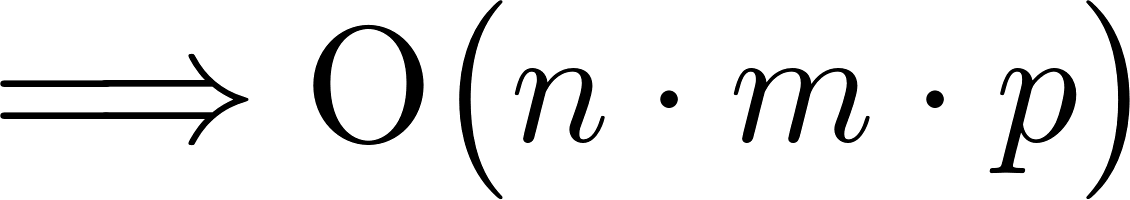 ⟹ O(n · m · p)